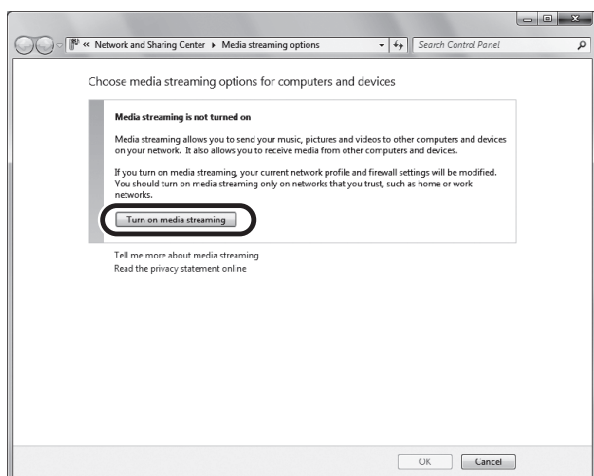 « Network and Sharing Center ▸ Media streaming options
Search Control Panel
Choose media streaming options for computers and devices
Media streaming is not turned on
Media streaming allows you to send your music, pictures and videos to other computers and devices
on your network. It also allows you to receive media from other computers and devices.
If you turn on media streaming, your current network profile and firewall settings will be modified.
You should turn on media streaming only on networks that you trust, such as home or work
networks.
Turn on media streaming
Tell me more about media streaming
Read the privacy statement online
OK
Cancel